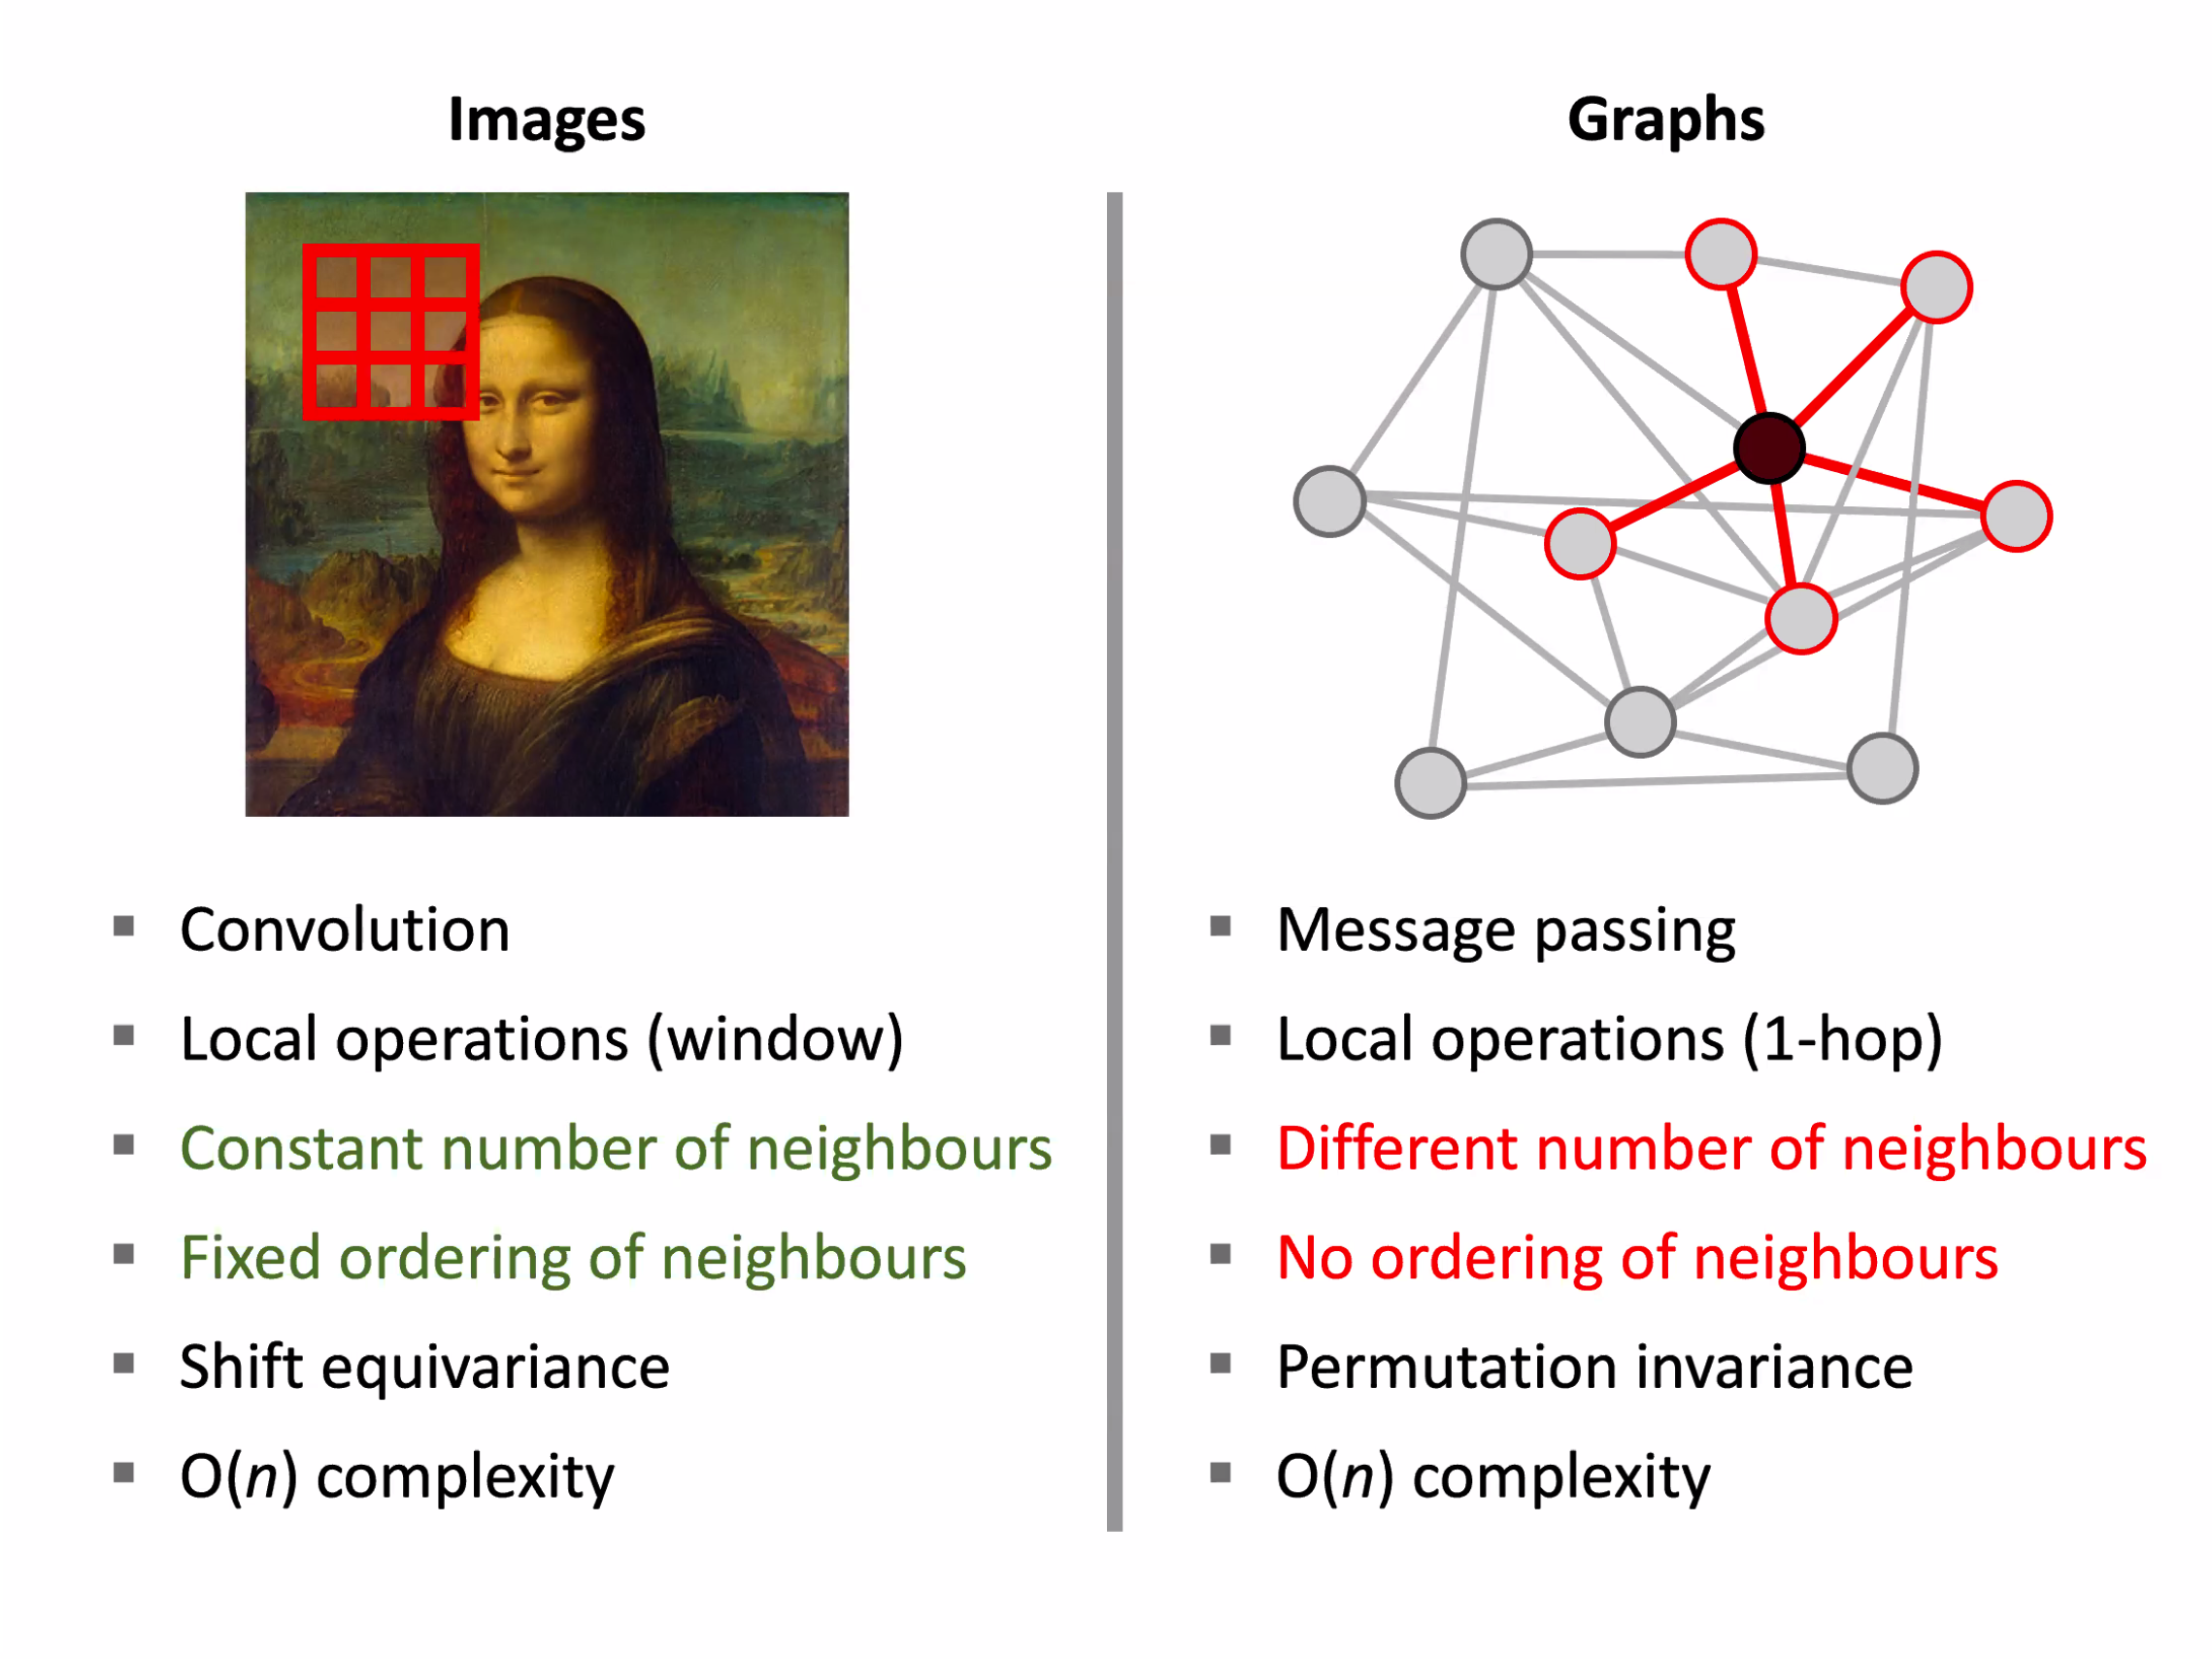 Images
Convolution
Local operations (window)
Constant number of neighbours
Fixed ordering of neighbours
Shift equivariance
O(n) complexity
Graphs
Message passing
Local operations (1-hop)
Different number of neighbours
No ordering of neighbours
Permutation invariance
O(n) complexity